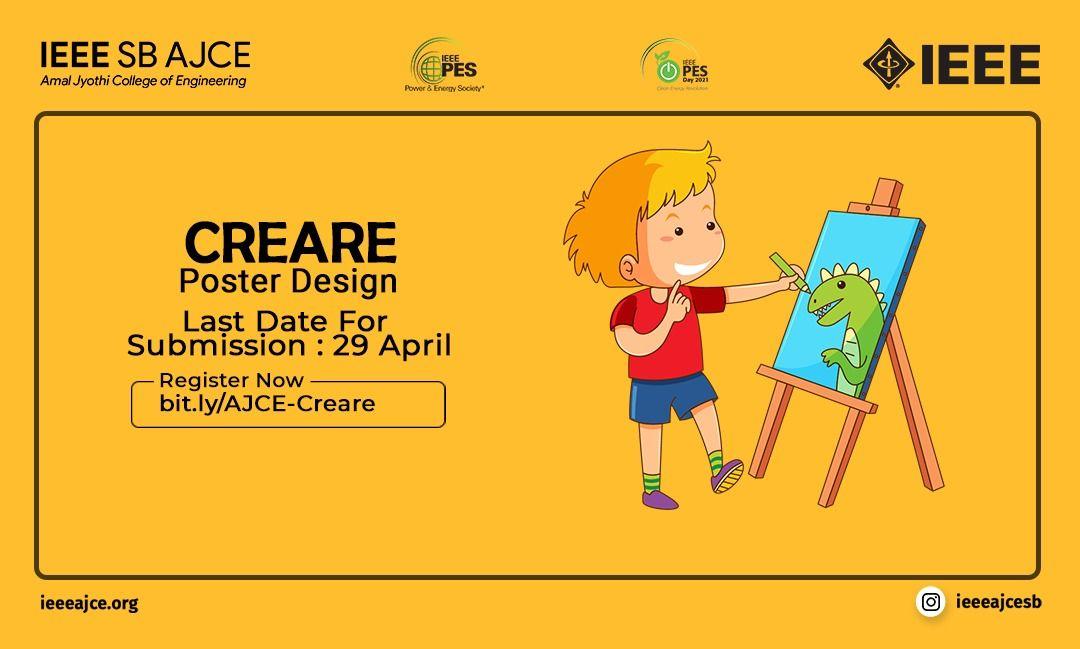 IEEE SB AJCE
Amal Jyothi College of Engineering
IEEE
PES
Power & Energy Society®
IEEE
PES
Day 2021
Clean Energy Revolution
IEEE
CREARE
Poster Design
Last Date For
Submission : 29 April
Register Now
bit.ly/AJCE-Creare
ieeeajce.org
ieeeajcesb